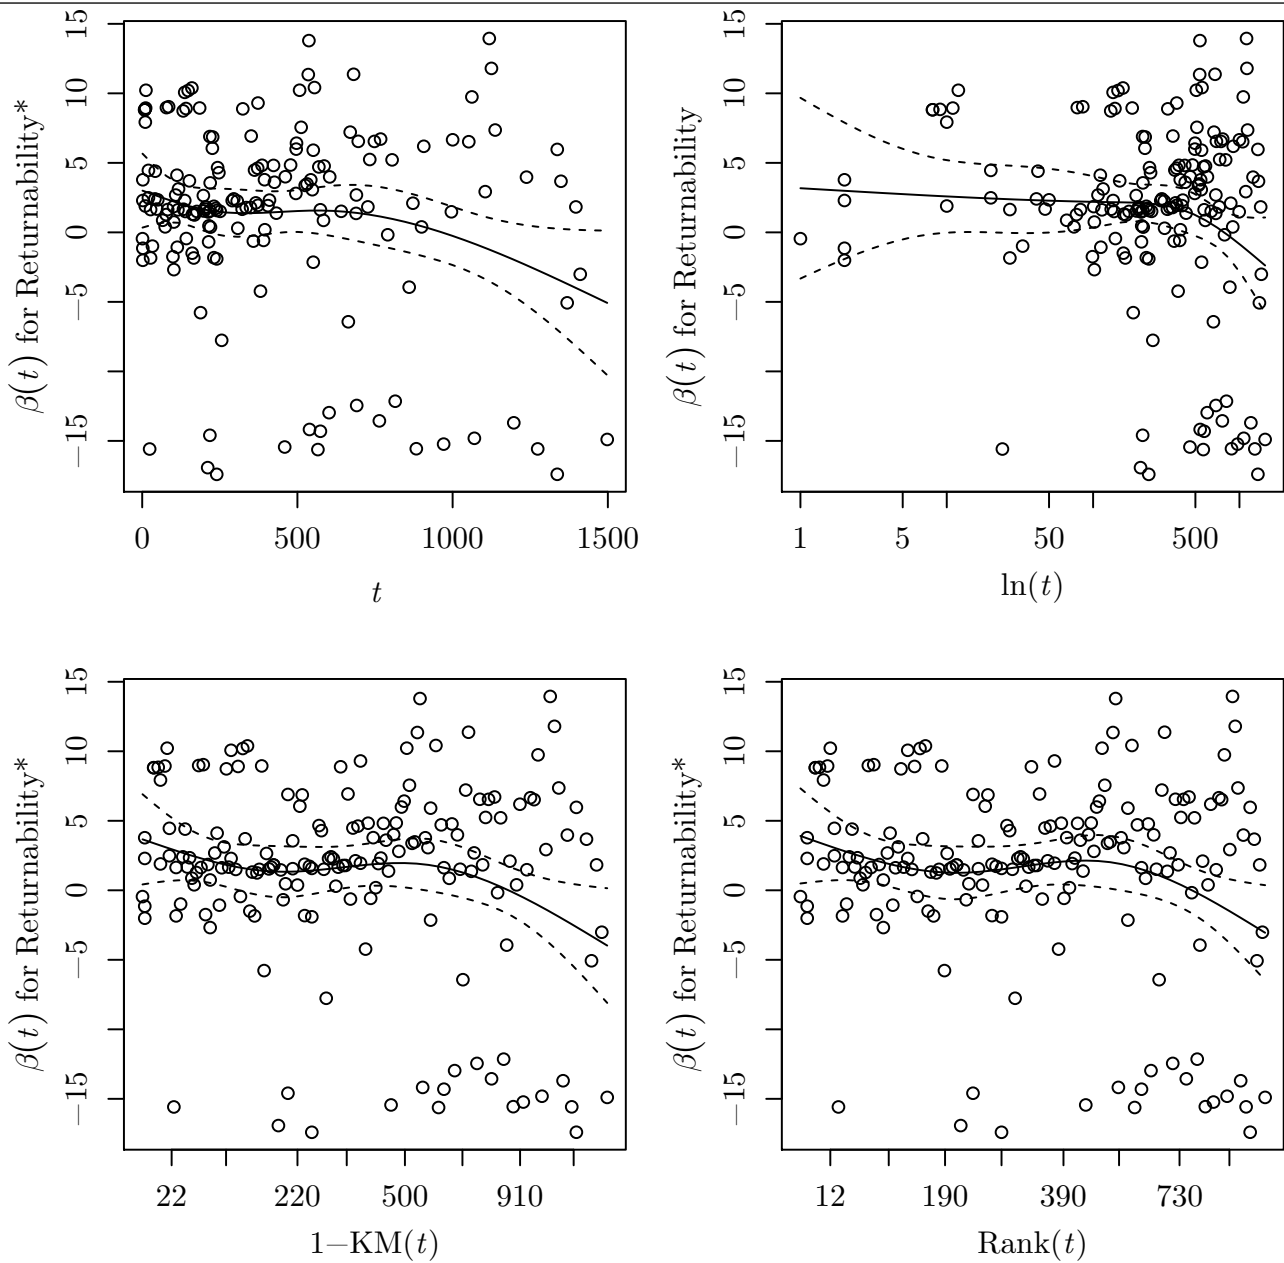 β(t) for Returnability*
15
10
5
0
−5
−15
0 500 1000 1500
t
β(t) for Returnability
15
10
5
0
−5
−15
1 5 50 500
ln(t)
β(t) for Returnability*
15
10
5
0
−5
−15
22 220 500 910
1−KM(t)
β(t) for Returnability*
15
10
5
0
−5
−15
12 190 390 730
Rank(t)